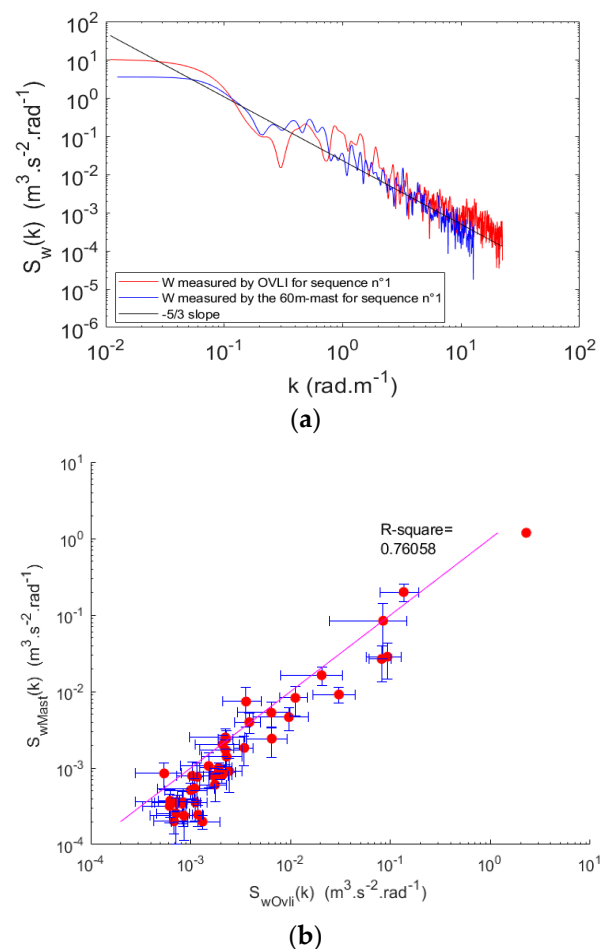 10²
10¹
10⁰
10⁻¹
10⁻²
10⁻³
10⁻⁴
10⁻⁵
10⁻⁶
S_w(k) (m³.s⁻².rad⁻¹)
W measured by OVLI for sequence n°1
W measured by the 60m-mast for sequence n°1
-5/3 slope
10⁻² 10⁻¹ 10⁰ 10¹ 10²
k (rad.m⁻¹)
(a)
10¹
10⁰
10⁻¹
10⁻²
10⁻³
10⁻⁴
S_wMast(k) (m³.s⁻².rad⁻¹)
R-square=
0.76058
10⁻⁴ 10⁻³ 10⁻² 10⁻¹ 10⁰ 10¹
S_wOvli(k) (m³.s⁻².rad⁻¹)
(b)